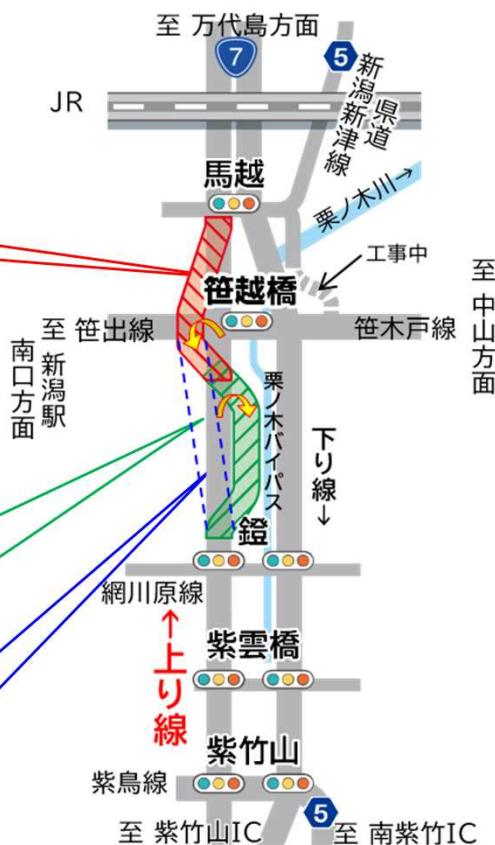 至 万代島方面
7
5
県道
新潟新津線
JR
馬越
栗ノ木川→
工事中
笹越橋
至 中山方面
至 新潟駅
南口方面
笹出線
笹木戸線
栗ノ木バイパス
下り線↓
鐙
網川原線
↑上り線
紫雲橋
紫竹山
紫鳥線
5
至 紫竹山IC
至 南紫竹IC